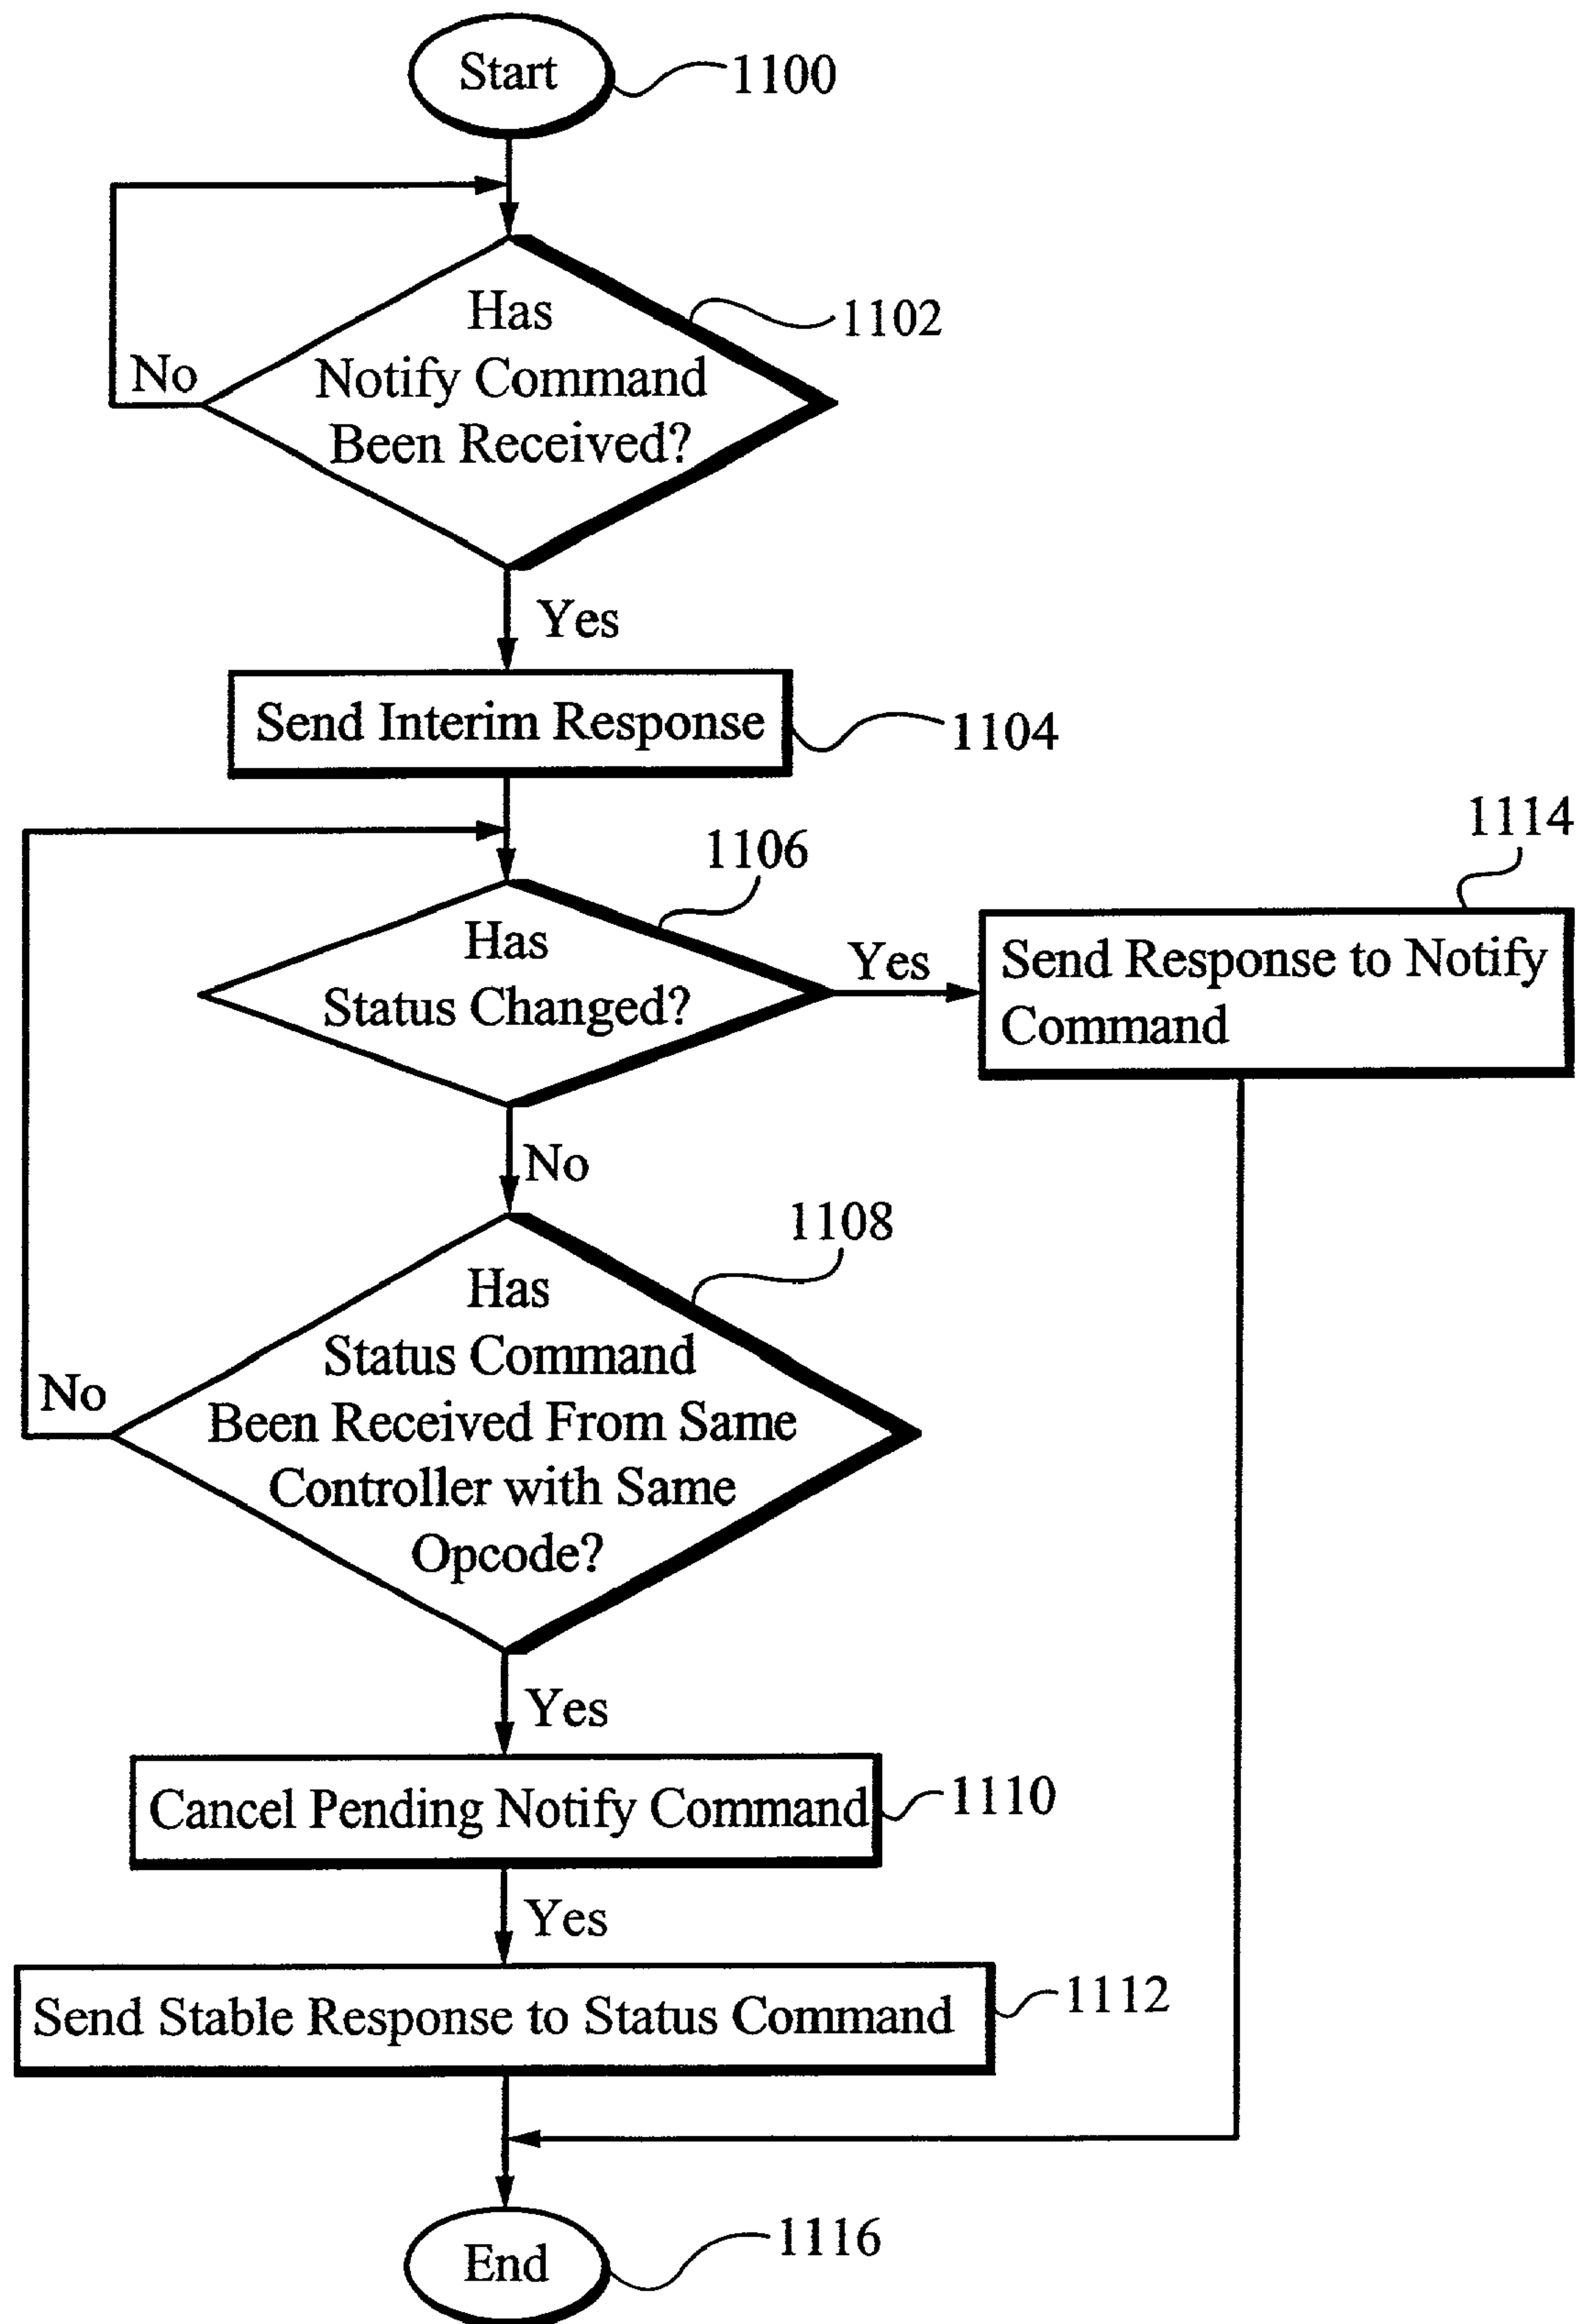 Start
1100
Has
Notify Command
Been Received?
1102
No
Yes
Send Interim Response
1104
Has
Status Changed?
1106
Yes
Send Response to Notify
Command
1114
No
Has
Status Command
Been Received From Same
Controller with Same
Opcode?
1108
No
Yes
Cancel Pending Notify Command
1110
Yes
Send Stable Response to Status Command
1112
End
1116